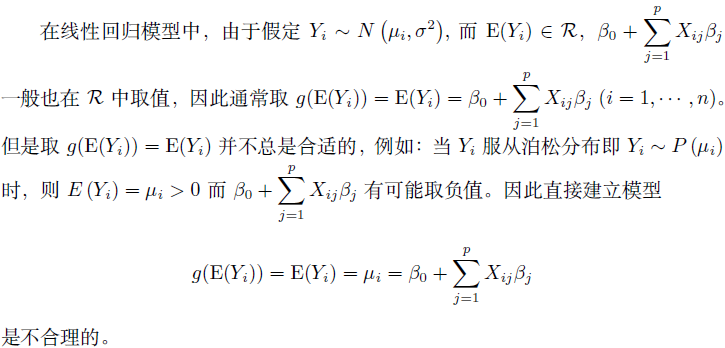 在线性回归模型中，由于假定 $Y_i \sim N\left(\mu_i, \sigma^2\right)$, 而 $\mathrm{E}(Y_i) \in \mathcal{R}$，$\beta_0 + \sum_{j=1}^{p} X_{ij}\beta_j$
一般也在 $\mathcal{R}$ 中取值，因此通常取 $g(\mathrm{E}(Y_i)) = \mathrm{E}(Y_i) = \beta_0 + \sum_{j=1}^{p} X_{ij}\beta_j \ (i = 1, \cdots, n)$。
但是取 $g(\mathrm{E}(Y_i)) = \mathrm{E}(Y_i)$ 并不总是合适的，例如：当 $Y_i$ 服从泊松分布即 $Y_i \sim P\left(\mu_i\right)$
时，则 $E\left(Y_i\right) = \mu_i > 0$ 而 $\beta_0 + \sum_{j=1}^{p} X_{ij}\beta_j$ 有可能取负值。因此直接建立模型
$g(\mathrm{E}(Y_i)) = \mathrm{E}(Y_i) = \mu_i = \beta_0 + \sum_{j=1}^{p} X_{ij}\beta_j$
是不合理的。